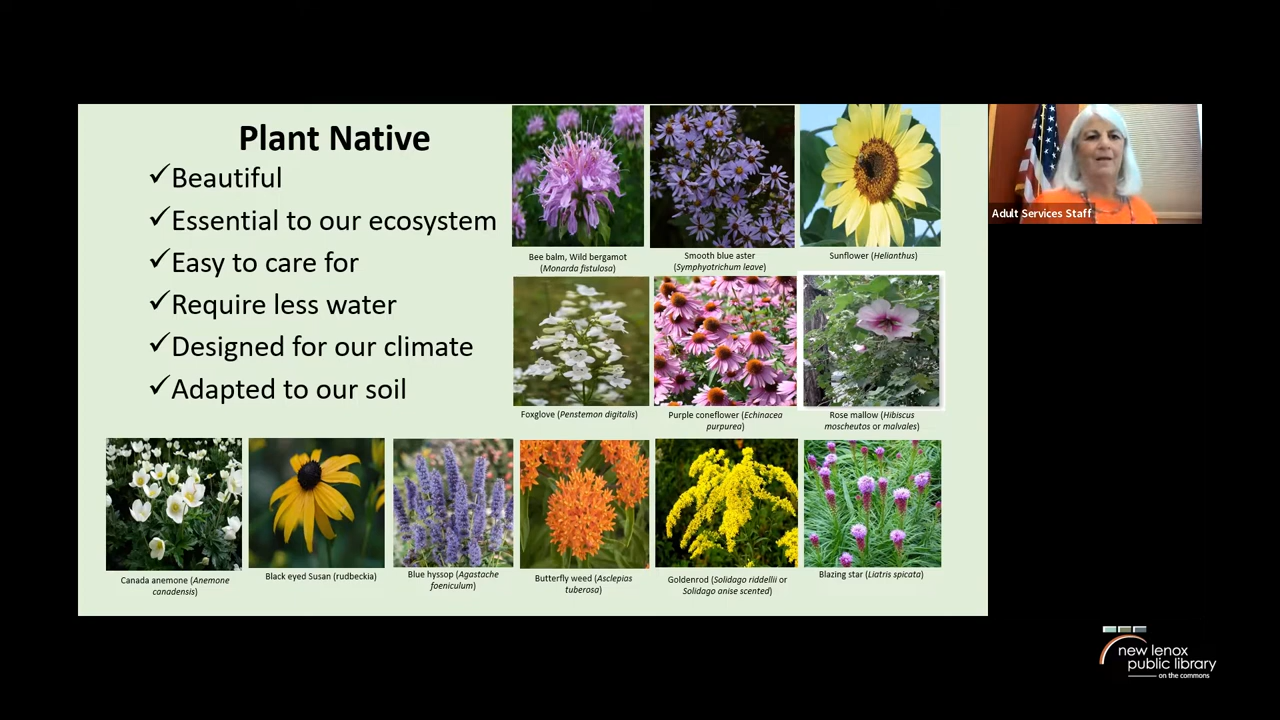 Plant Native
✓Beautiful
✓Essential to our ecosystem
✓Easy to care for
✓Require less water
✓Designed for our climate
✓Adapted to our soil
Bee balm, Wild bergamot
(Monarda fistulosa)
Smooth blue aster
(Symphyotrichum leave)
Sunflower (Helianthus)
Foxglove (Penstemon digitalis)
Purple coneflower (Echinacea
purpurea)
Rose mallow (Hibiscus
moscheutos or malvales)
Canada anemone (Anemone
canadensis)
Black eyed Susan (rudbeckia)
Blue hyssop (Agastache
foeniculum)
Butterfly weed (Asclepias
tuberosa)
Goldenrod (Solidago riddellii or
Solidago anise scented)
Blazing star (Liatris spicata)
Adult Services Staff
new lenox
public library
on the commons